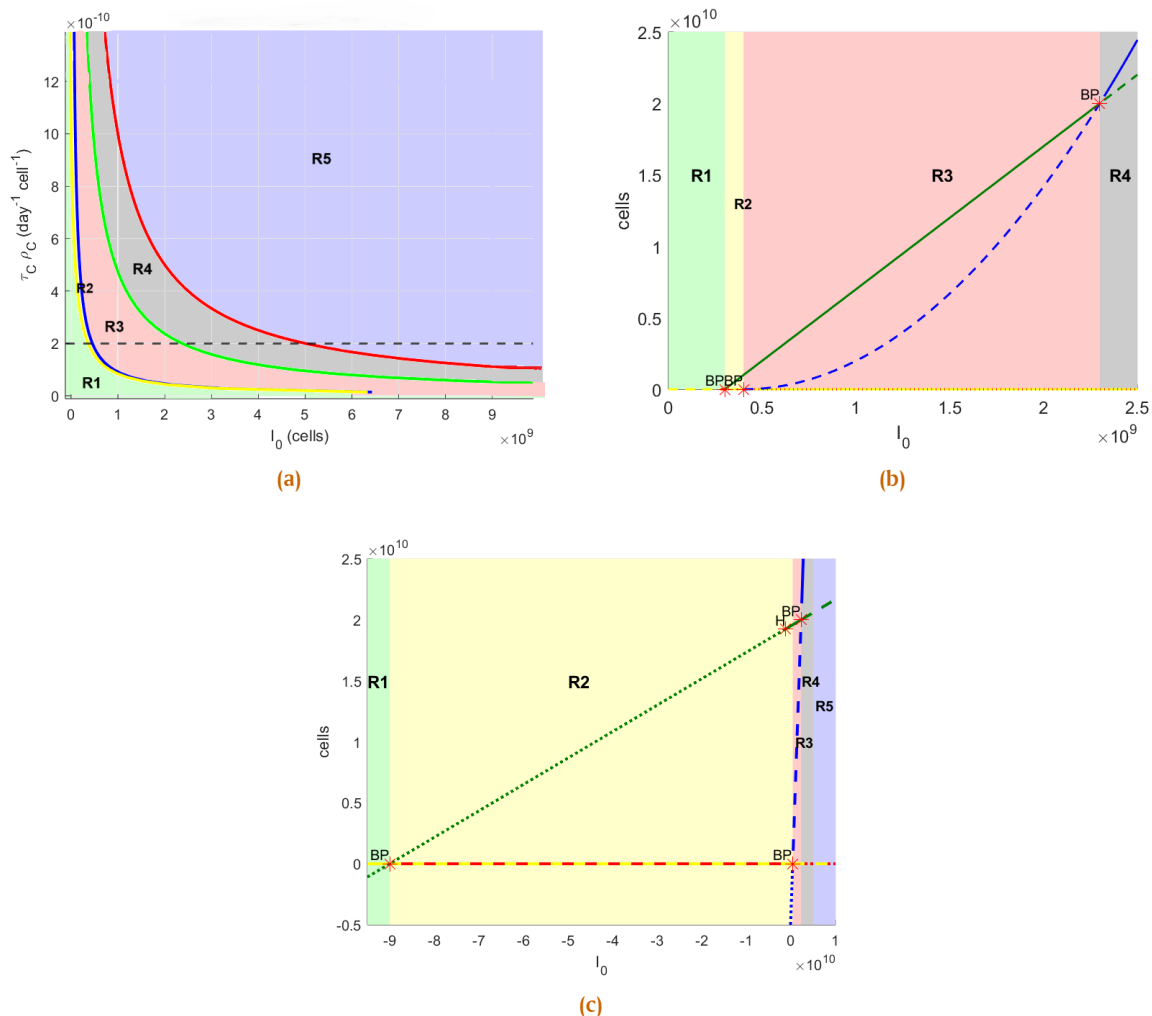 ×10⁻¹⁰
12
10
8
6
4
2
0
τ_C ρ_C (day⁻¹ cell⁻¹)
R5
R4
R2
R3
R1
0 1 2 3 4 5 6 7 8 9
I₀ (cells)
×10⁹
(a)
×10¹⁰
2.5
2
1.5
1
0.5
0
cells
BP
R1
R2
R3
R4
BP BP
0 0.5 1 1.5 2 2.5
I₀
×10⁹
(b)
×10¹⁰
2.5
2
1.5
1
0.5
0
-0.5
cells
BP
H
R1
R2
R4
R5
R3
BP
BP
-9 -8 -7 -6 -5 -4 -3 -2 -1 0 1
I₀
×10¹⁰
(c)